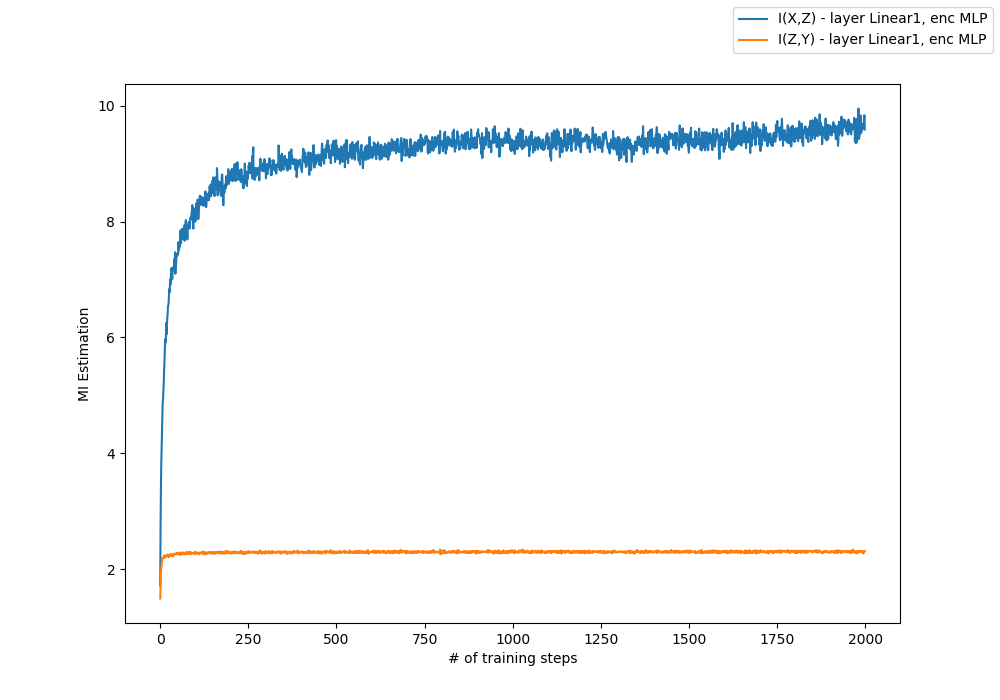 I(X,Z) - layer Linear1, enc MLP
I(Z,Y) - layer Linear1, enc MLP
10
8
6
4
2
MI Estimation
0 250 500 750 1000 1250 1500 1750 2000
# of training steps